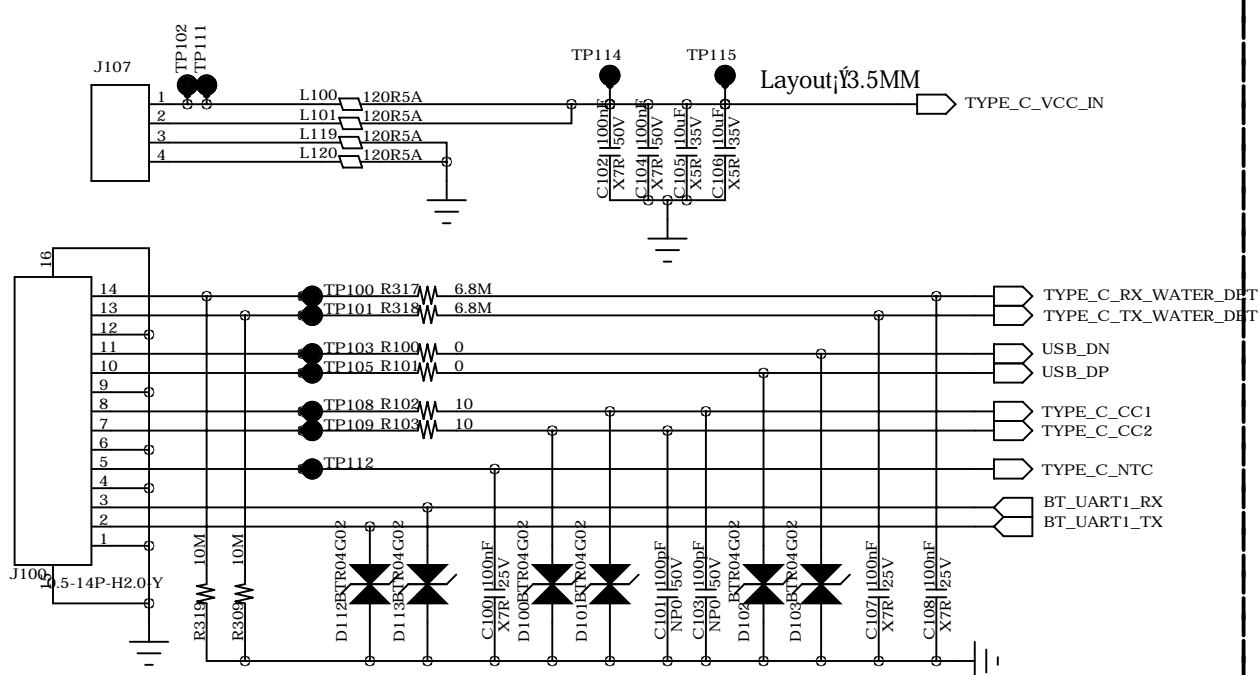 TP102
TP111
J107
1
2
3
4
L100 120R5A
L101 120R5A
L119 120R5A
L120 120R5A
TP114
TP115
Layout¡Ý3.5MM
TYPE_C_VCC_IN
C102 100nF
X7R 50V
C104 100nF
X7R 50V
C105 10uF
X5R 35V
C106 10uF
X5R 35V
16
14 TP100 R317 6.8M TYPE_C_RX_WATER_DET
13 TP101 R318 6.8M TYPE_C_TX_WATER_DET
12
11 TP103 R100 0 USB_DN
10 TP105 R101 0 USB_DP
9
8 TP108 R102 10 TYPE_C_CC1
7 TP109 R103 10 TYPE_C_CC2
6
5 TP112 TYPE_C_NTC
4
3 BT_UART1_RX
2 BT_UART1_TX
1
J100
0.5-14P-H2.0-Y
R319 10M
R309 10M
D112 BTR04G02
D113 BTR04G02
C100 100nF
X7R 25V
D100 BTR04G02
D101 BTR04G02
C101 100pF
NP0 50V
C103 100pF
NP0 50V
D102 BTR04G02
D103 BTR04G02
C107 100nF
X7R 25V
C108 100nF
X7R 25V